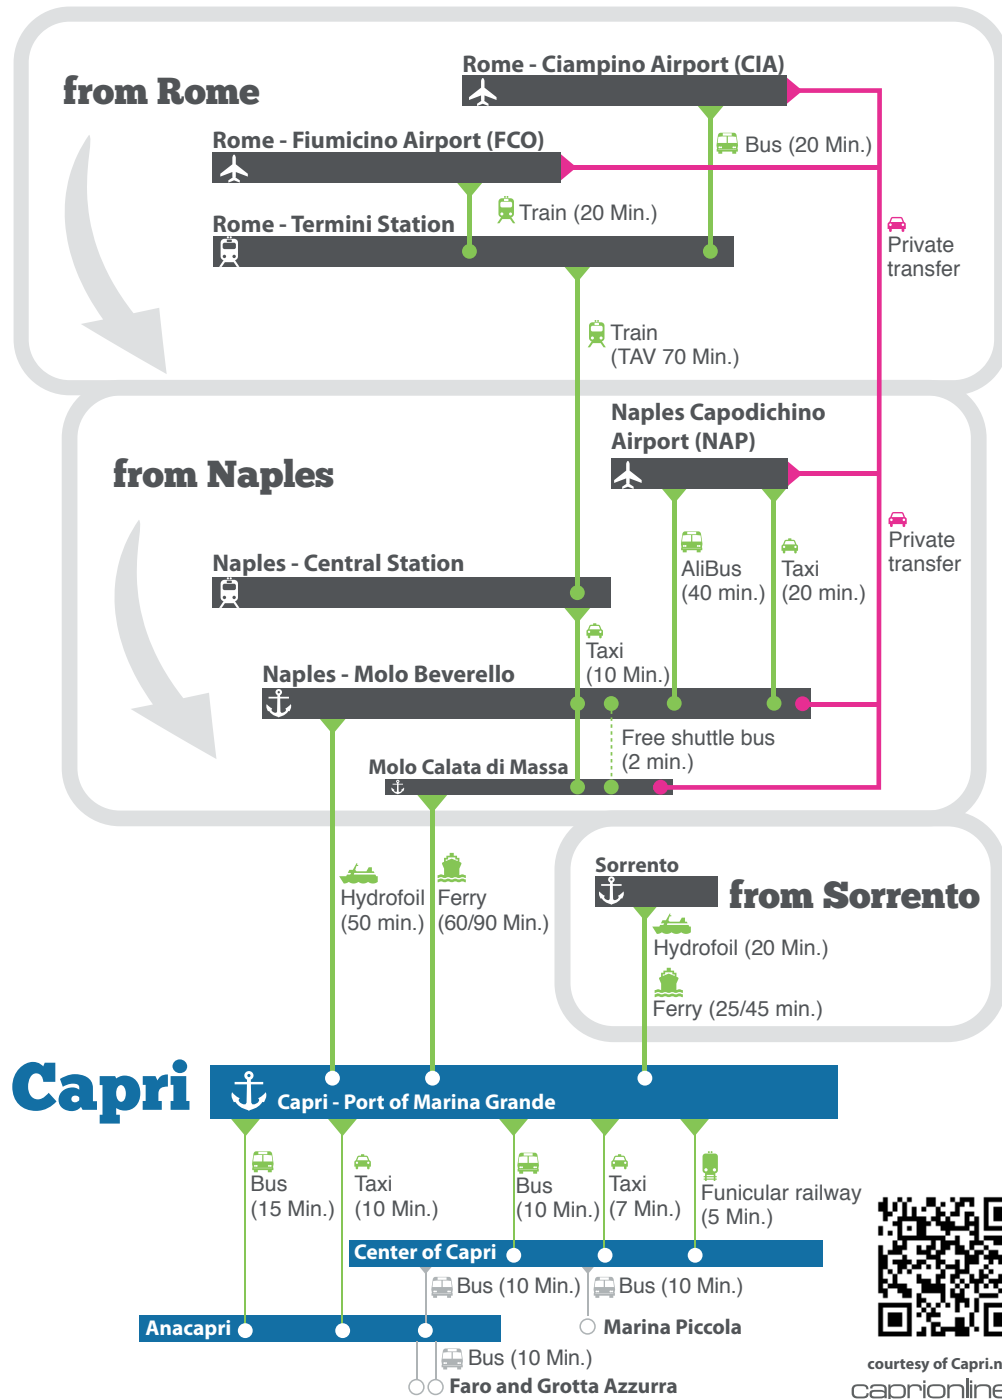 from Rome
Rome - Ciampino Airport (CIA)
Bus (20 Min.)
Rome - Fiumicino Airport (FCO)
Train (20 Min.)
Rome - Termini Station
Private
transfer
Train
(TAV 70 Min.)
from Naples
Naples Capodichino
Airport (NAP)
Private
transfer
AliBus
(40 min.)
Taxi
(20 min.)
Naples - Central Station
Taxi
(10 Min.)
Naples - Molo Beverello
Free shuttle bus
(2 min.)
Molo Calata di Massa
Hydrofoil
(50 min.)
Ferry
(60/90 Min.)
Sorrento
from Sorrento
Hydrofoil (20 Min.)
Ferry (25/45 min.)
Capri
Capri - Port of Marina Grande
Bus
(15 Min.)
Taxi
(10 Min.)
Bus
(10 Min.)
Taxi
(7 Min.)
Funicular railway
(5 Min.)
Center of Capri
Bus (10 Min.)
Bus (10 Min.)
Anacapri
Marina Piccola
Bus (10 Min.)
Faro and Grotta Azzurra
courtesy of Capri.n
caprionline